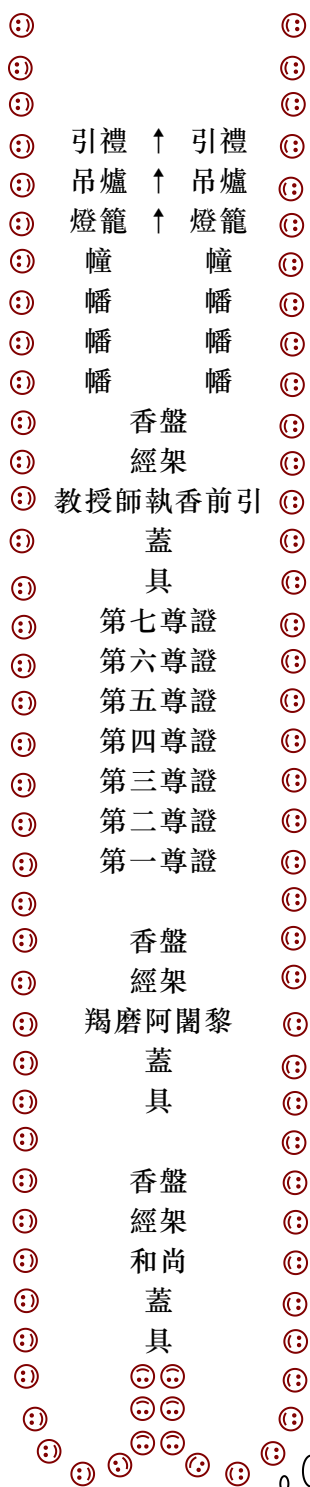 引禮 ↑ 引禮
吊爐 ↑ 吊爐
燈籠 ↑ 燈籠
幢 幢
幡 幡
幡 幡
幡 幡
香盤
經架
教授師執香前引
蓋
具
第七尊證
第六尊證
第五尊證
第四尊證
第三尊證
第二尊證
第一尊證
香盤
經架
羯磨阿闍黎
蓋
具
香盤
經架
和尚
蓋
具